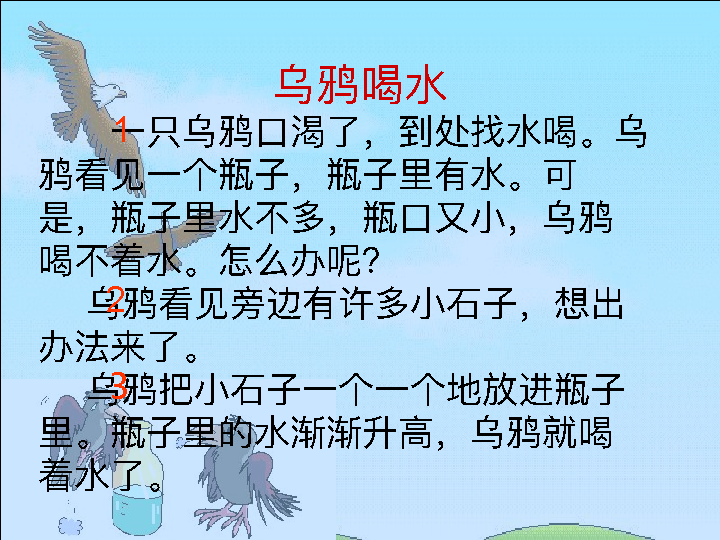 乌鸦喝水
1一只乌鸦口渴了，到处找水喝。乌
鸦看见一个瓶子，瓶子里有水。可
是，瓶子里水不多，瓶口又小，乌鸦
喝不着水。怎么办呢?
2乌鸦看见旁边有许多小石子，想出
办法来了。
3乌鸦把小石子一个一个地放进瓶子
里。瓶子里的水渐渐升高，乌鸦就喝
着水了。